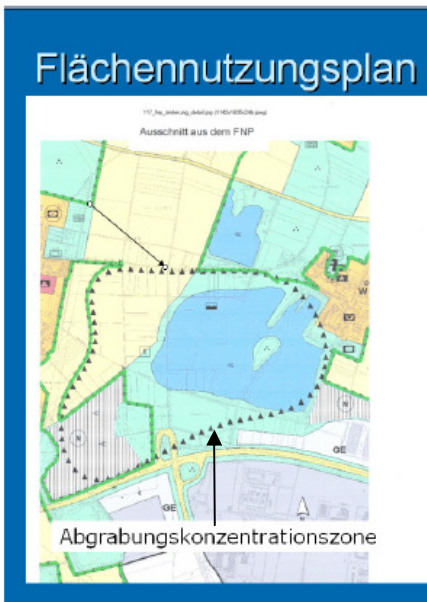 Flächennutzungsplan
Ausschnitt aus dem FNP
W
N
N
GE
GE
N
Abgrabungskonzentrationszone